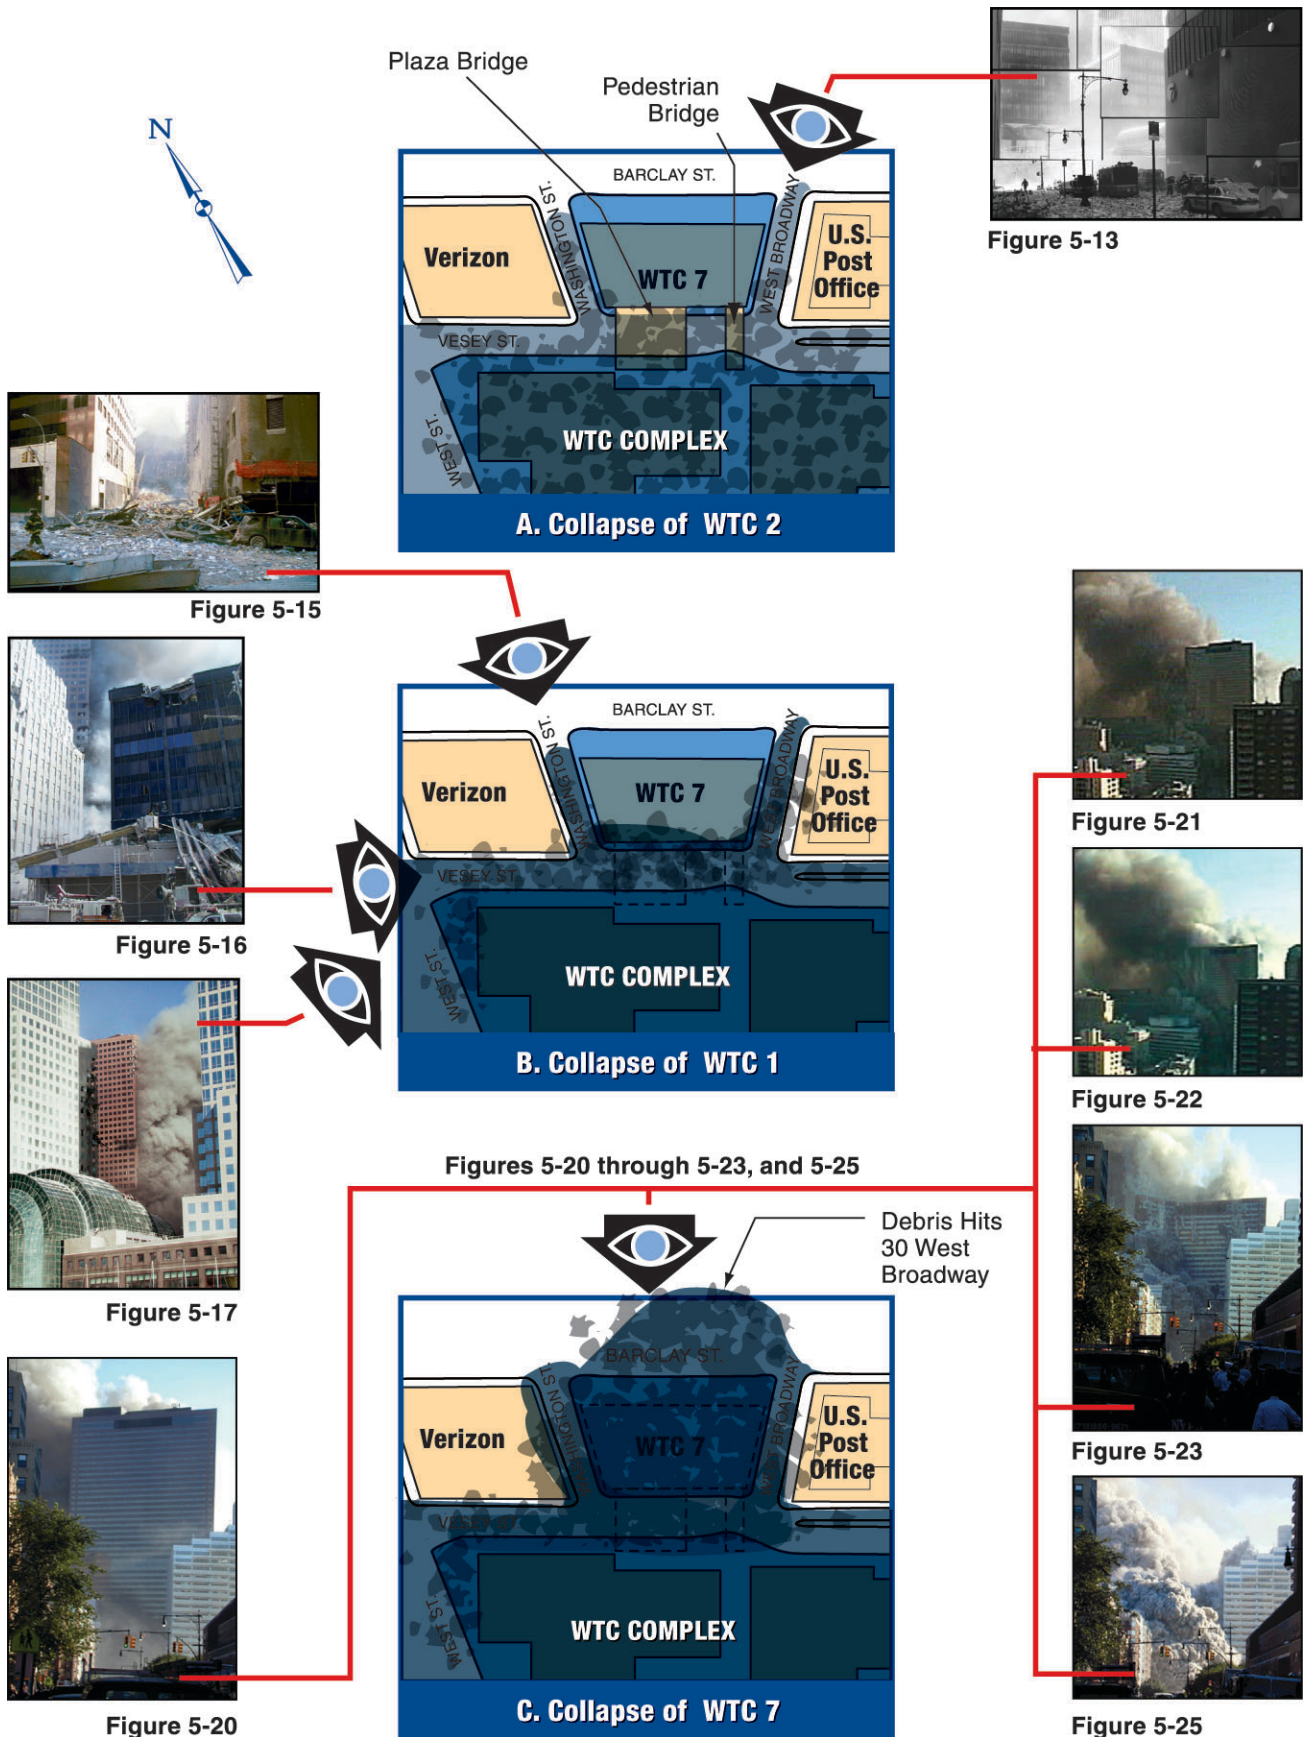 Plaza Bridge
Pedestrian
Bridge
N
Figure 5-13
BARCLAY ST.
WASHINGTON ST.
WEST BROADWAY
Verizon
WTC 7
U.S.
Post
Office
VESEY ST.
WEST ST.
WTC COMPLEX
A. Collapse of WTC 2
Figure 5-15
BARCLAY ST.
WASHINGTON ST.
WEST BROADWAY
Verizon
WTC 7
U.S.
Post
Office
VESEY ST.
WEST ST.
WTC COMPLEX
B. Collapse of WTC 1
Figure 5-16
Figure 5-17
Figure 5-21
Figure 5-22
Figures 5-20 through 5-23, and 5-25
Debris Hits
30 West
Broadway
BARCLAY ST.
WASHINGTON ST.
WEST BROADWAY
Verizon
WTC 7
U.S.
Post
Office
VESEY ST.
WEST ST.
WTC COMPLEX
C. Collapse of WTC 7
Figure 5-20
Figure 5-23
Figure 5-25